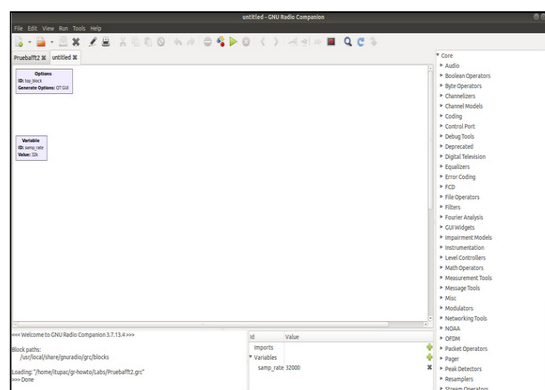 untitled - GNU Radio Companion
File Edit View Run Tools Help
Pruebafft2 untitled
Options
ID: top_block
Generate Options: QT GUI
Variable
ID: samp_rate
Value: 32k
Core
Audio
Boolean Operators
Byte Operators
Channelizers
Channel Models
Coding
Control Port
Debug Tools
Deprecated
Digital Television
Equalizers
Error Coding
FCD
File Operators
Filters
Fourier Analysis
GUI Widgets
Impairment Models
Instrumentation
Level Controllers
Math Operators
Measurement Tools
Message Tools
Misc
Modulators
Networking Tools
NOAA
OFDM
Packet Operators
Pager
Peak Detectors
Resamplers
Stream Operators
<<< Welcome to GNU Radio Companion 3.7.13.4 >>>
Block paths:
/usr/local/share/gnuradio/grc/blocks
Loading: "/home/itupac/gr-howto/Labs/Pruebafft2.grc"
>>> Done
Id Value
Imports
Variables
samp_rate 32000